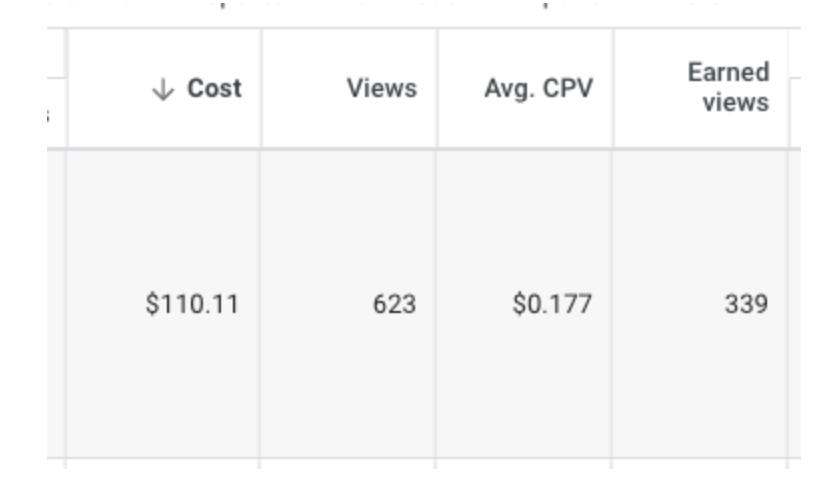 Cost
Views
Avg. CPV
Earned
views
$110.11
623
$0.177
339